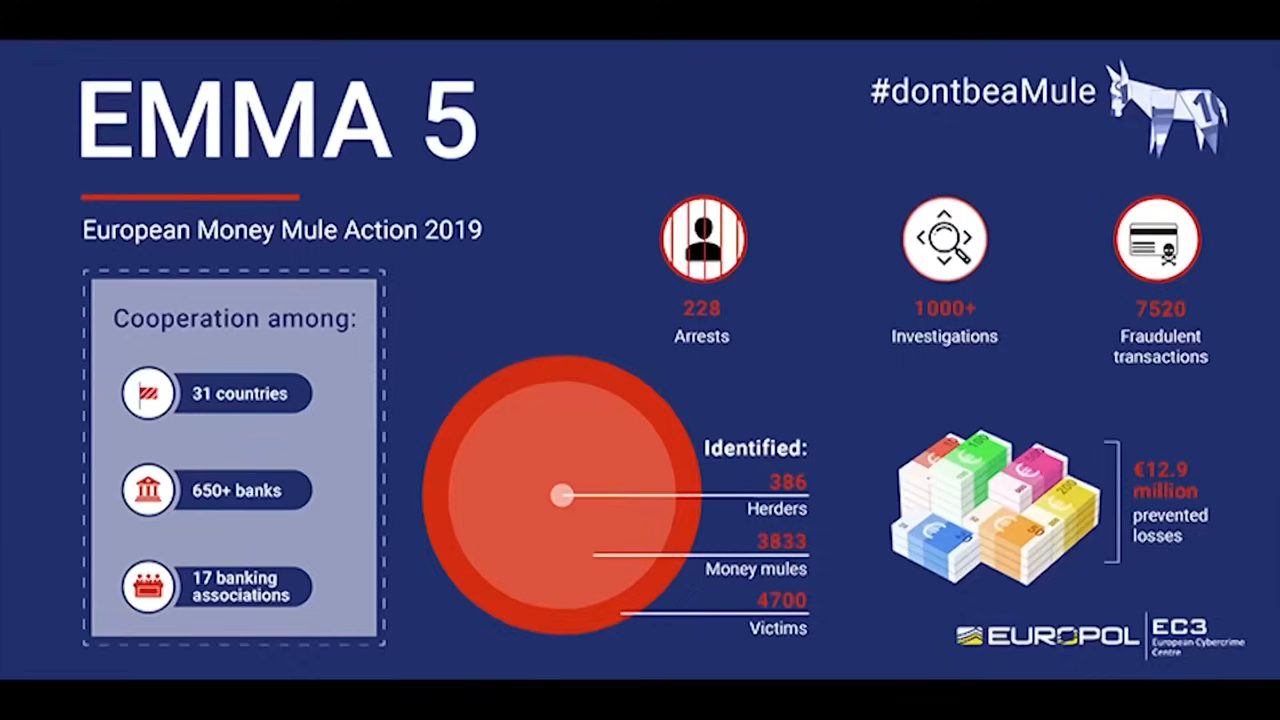 EMMA 5
#dontbeaMule
European Money Mule Action 2019
Cooperation among:
31 countries
650+ banks
17 banking
associations
228
Arrests
1000+
Investigations
7520
Fraudulent
transactions
Identified:
386
Herders
3833
Money mules
4700
Victims
€12.9
million
prevented
losses
EUROPOL
EC3
European Cybercrime
Centre